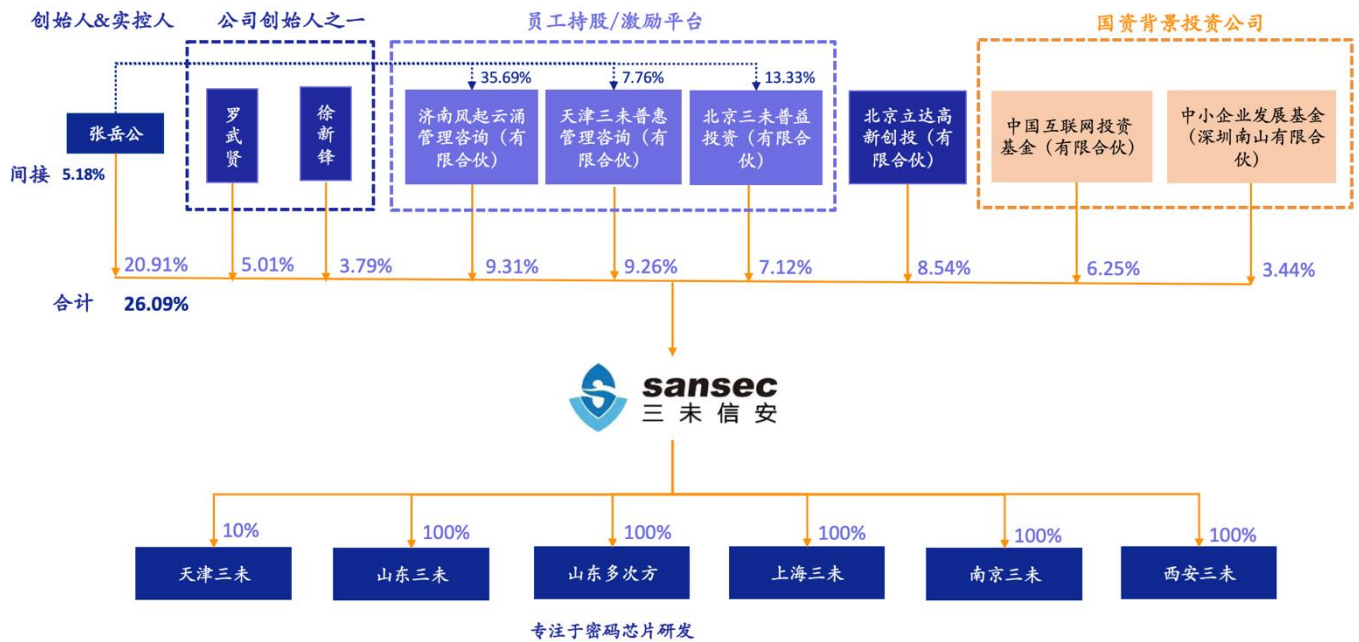 创始人&实控人
公司创始人之一
员工持股/激励平台
国资背景投资公司
35.69%
7.76%
13.33%
张岳公
罗武贤
徐新锋
济南风起云涌
管理咨询（有
限合伙）
天津三未普惠
管理咨询（有
限合伙）
北京三未普益
投资（有限合
伙）
北京立达高
新创投（有
限合伙）
中国互联网投资
基金（有限合伙）
中小企业发展基金
（深圳南山有限合
伙）
间接 5.18%
20.91%
5.01%
3.79%
9.31%
9.26%
7.12%
8.54%
6.25%
3.44%
合计 26.09%
sansec
三未信安
10%
100%
100%
100%
100%
100%
天津三未
山东三未
山东多次方
上海三未
南京三未
西安三未
专注于密码芯片研发